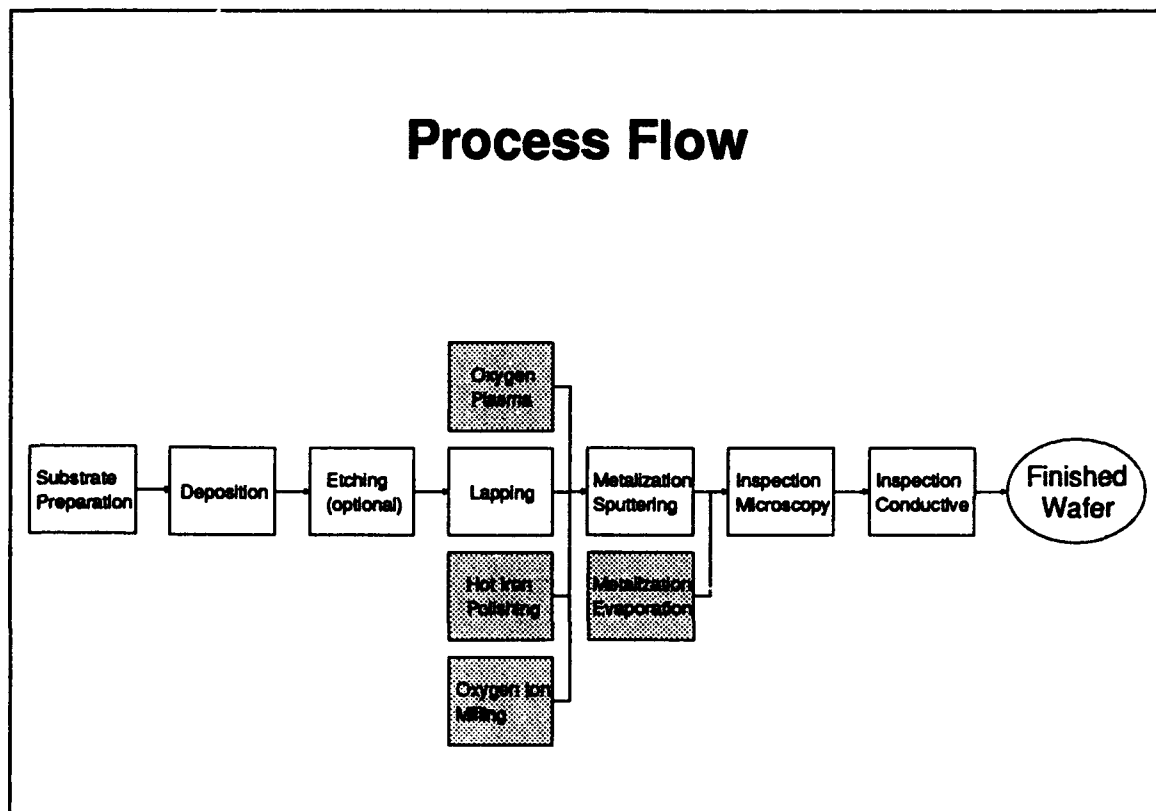 Process Flow
Oxygen
Plasma
Substrate
Preparation
Deposition
Etching
(optional)
Lapping
Metalization
Sputtering
Inspection
Microscopy
Inspection
Conductive
Finished
Wafer
Hot Iron
Polishing
Metalization
Evaporation
Oxygen Ion
Milling